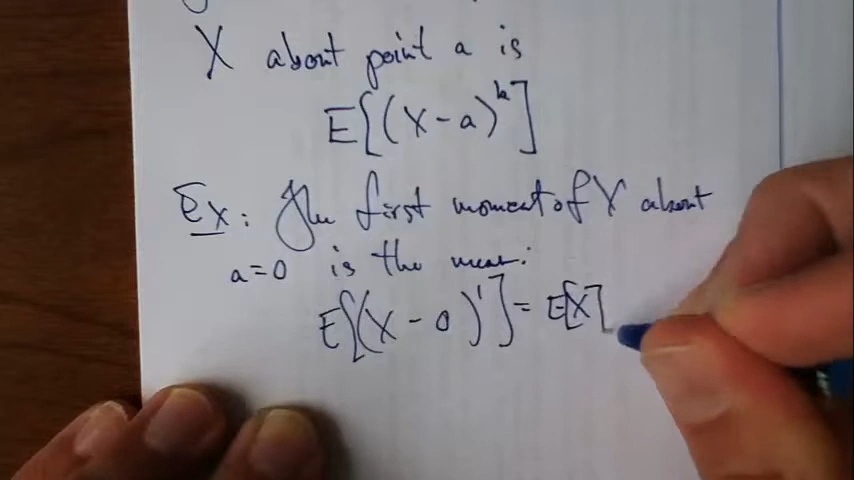 X about point a is
E[(X-a)^k]
Ex: The first moment of X about
a=0 is the mean:
E[(X-0)^1] = E[X]